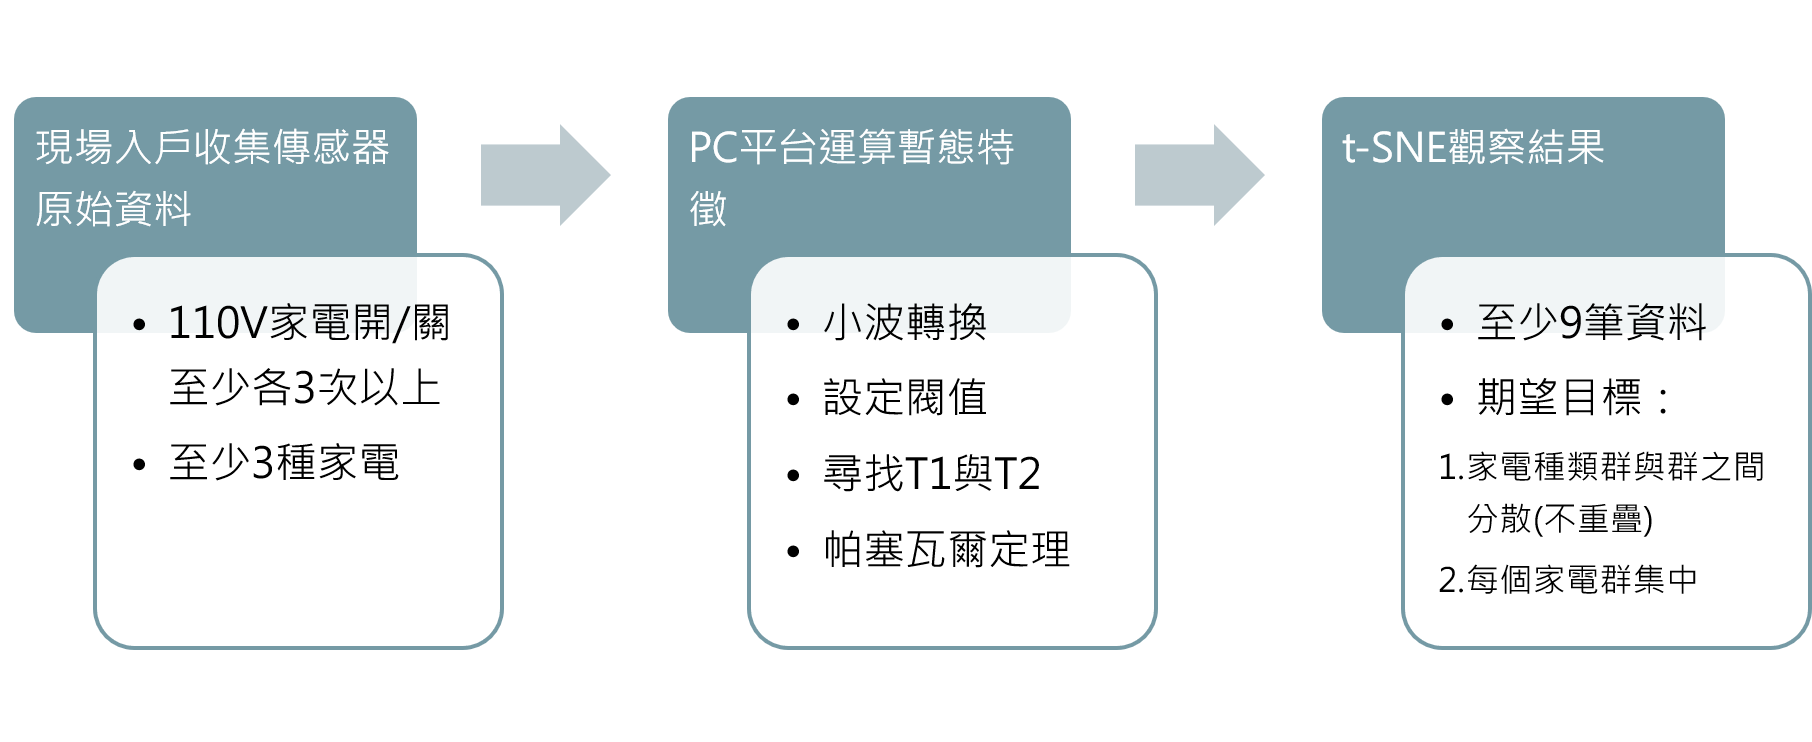 現場入戶收集傳感器
原始資料
• 110V家電開/關
至少各3次以上
• 至少3種家電
PC平台運算暫態特
徵
• 小波轉換
• 設定閥值
• 尋找T1與T2
• 帕塞瓦爾定理
t-SNE觀察結果
• 至少9筆資料
• 期望目標：
1.家電種類群與群之間
分散(不重疊)
2.每個家電群集中